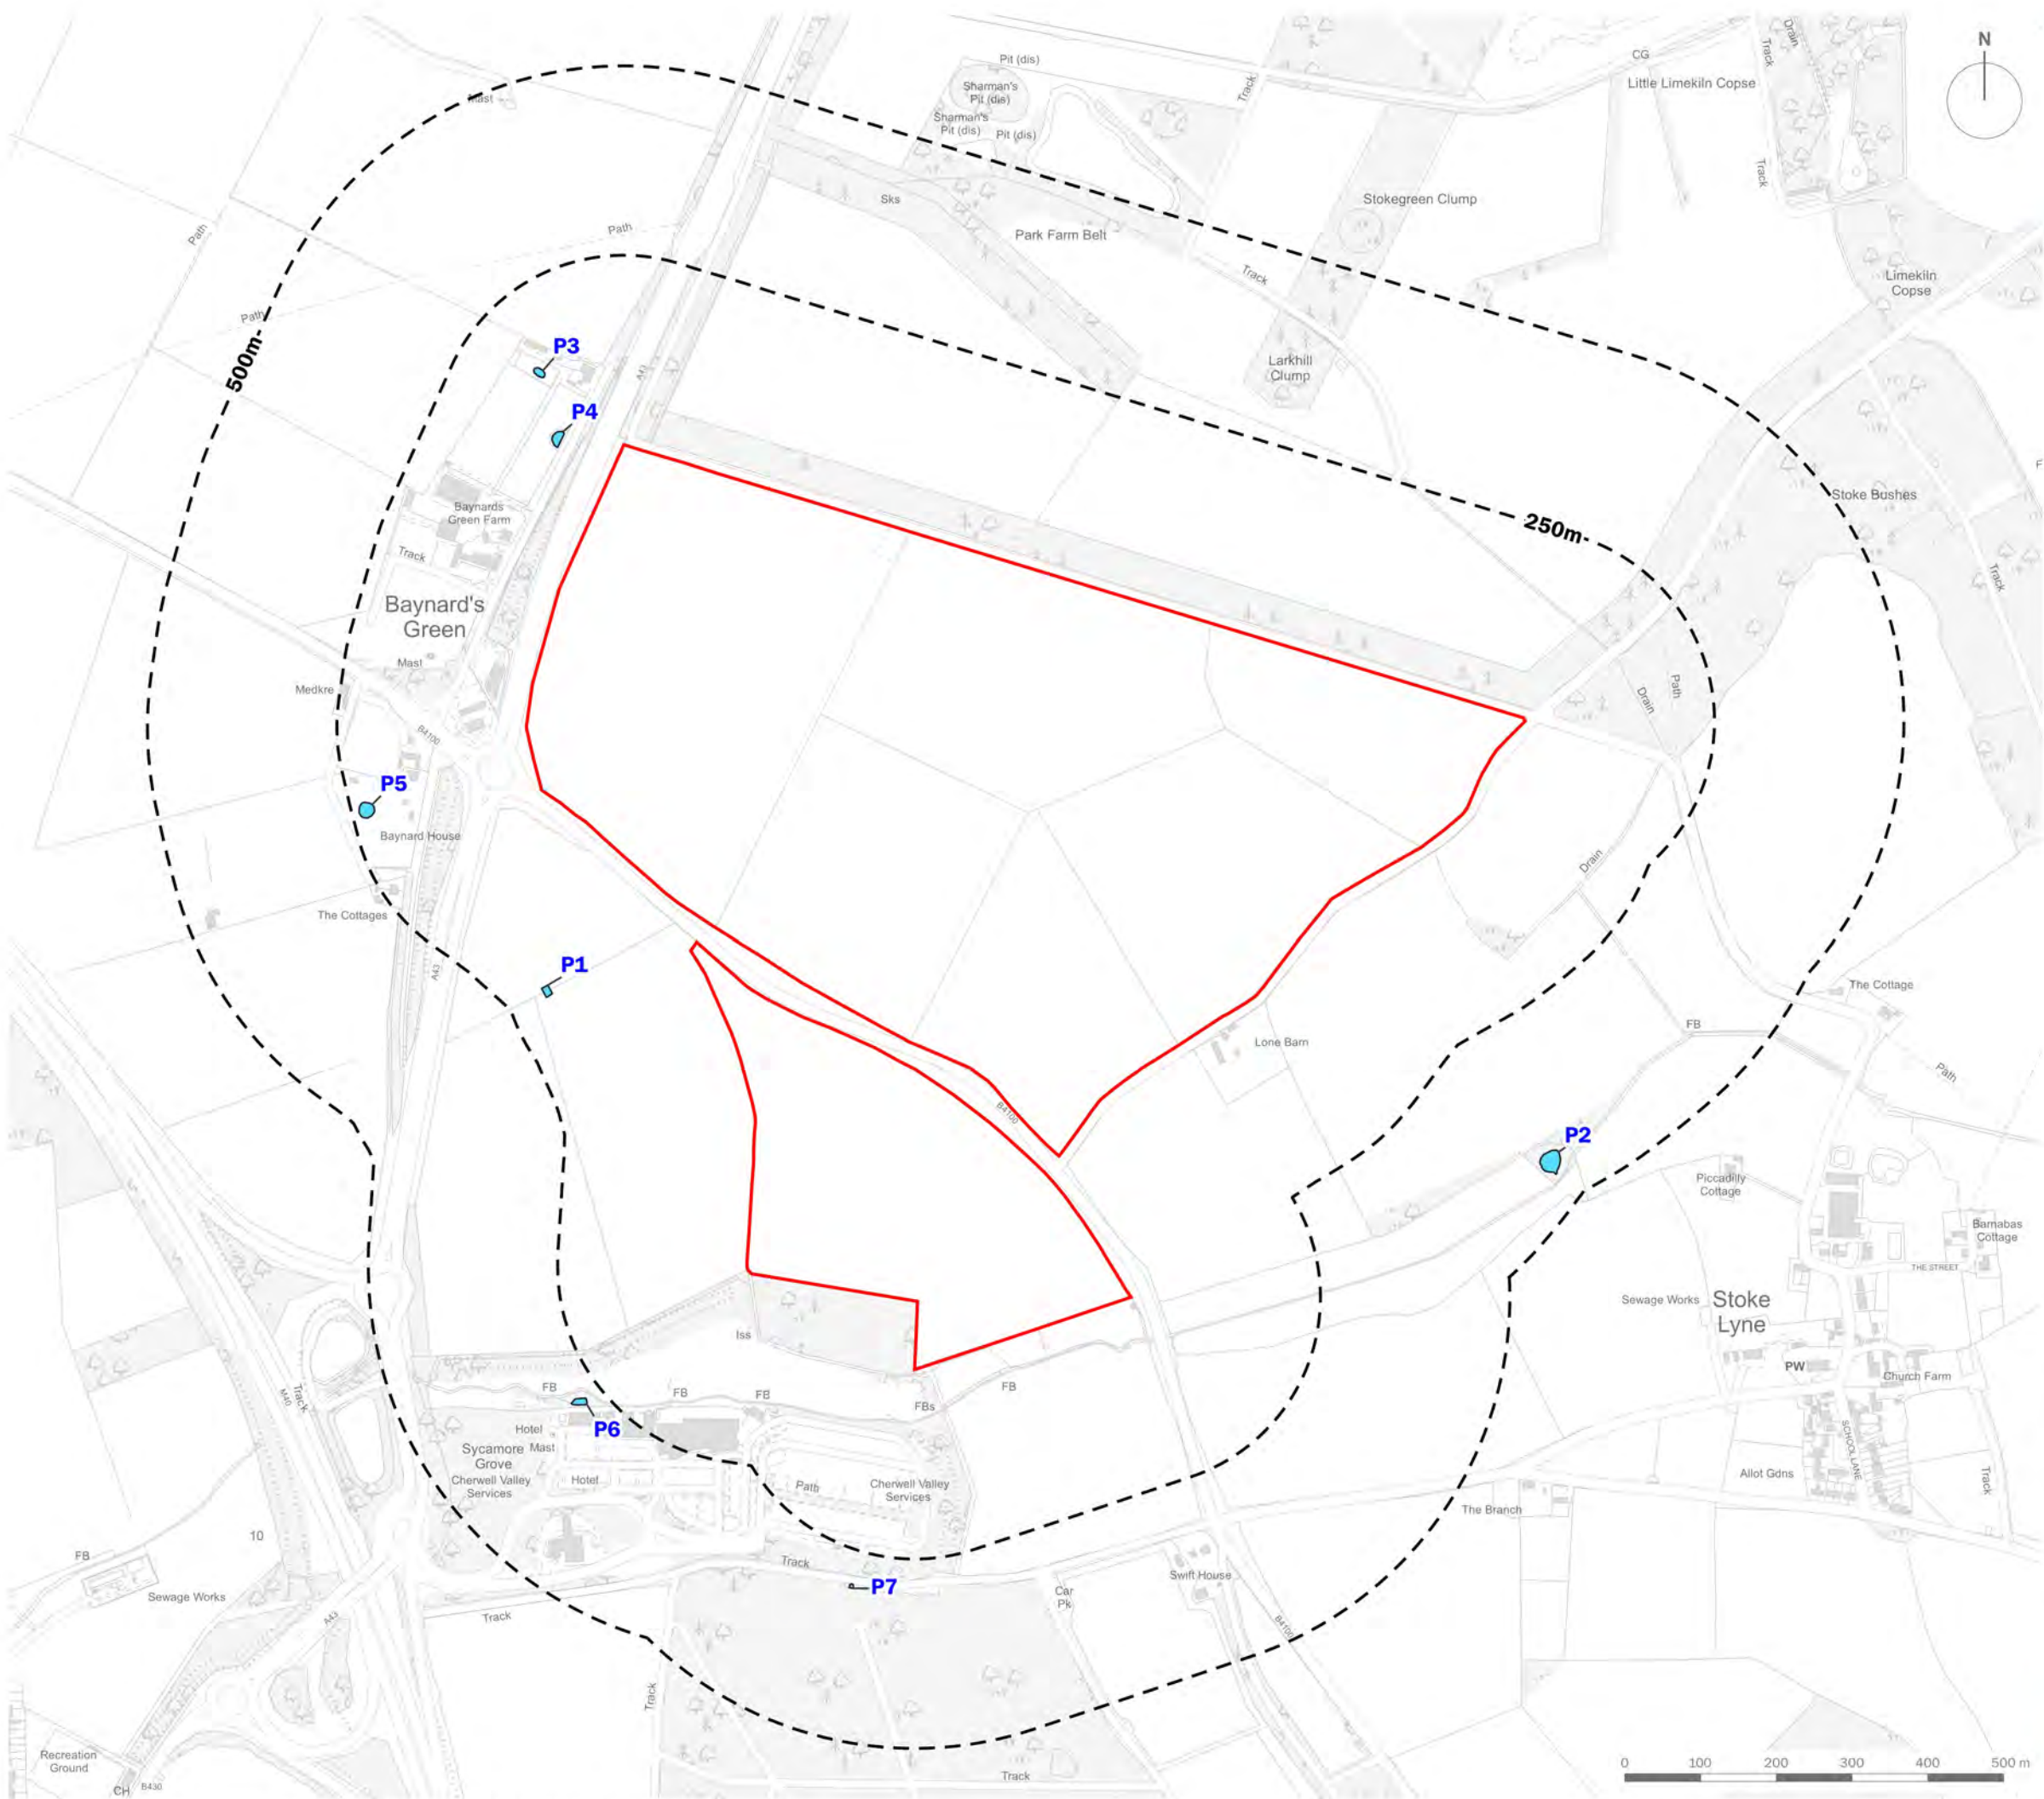 N
Pit (dis)
Sharman's
Pit (dis)
Sharman's
Pit (dis)
Pit (dis)
Mast
Track
CG
Little Limekiln Copse
Drain
Track
Track
Path
Path
Sks
Park Farm Belt
Stokegreen Clump
Track
Limekiln
Copse
Path
500m
P3
A43
Larkhill
Clump
P4
Stoke Bushes
F
250m
Baynards
Green Farm
Track
Track
Baynard's
Green
Mast
Medkre
B4100
Path
Drain
P5
Baynard House
Drain
The Cottages
A43
P1
The Cottage
FB
Lone Barn
Path
B4100
P2
Piccadilly
Cottage
Barnabas
Cottage
THE STREET
Sewage Works
Stoke
Lyne
Iss
PW
Church Farm
FB
FB
FB
FB
FBs
Track
M40
Hotel
P6
Sycamore
Grove
Mast
Cherwell Valley
Services
Hotel
Path
Cherwell Valley
Services
SCHOOL LANE
Allot Gdns
Track
The Branch
10
FB
Sewage Works
Track
P7
Swift House
Car
Pk
A43
Track
B4100
Track
Recreation
Ground
CH
B430
Track
0 100 200 300 400 500 m